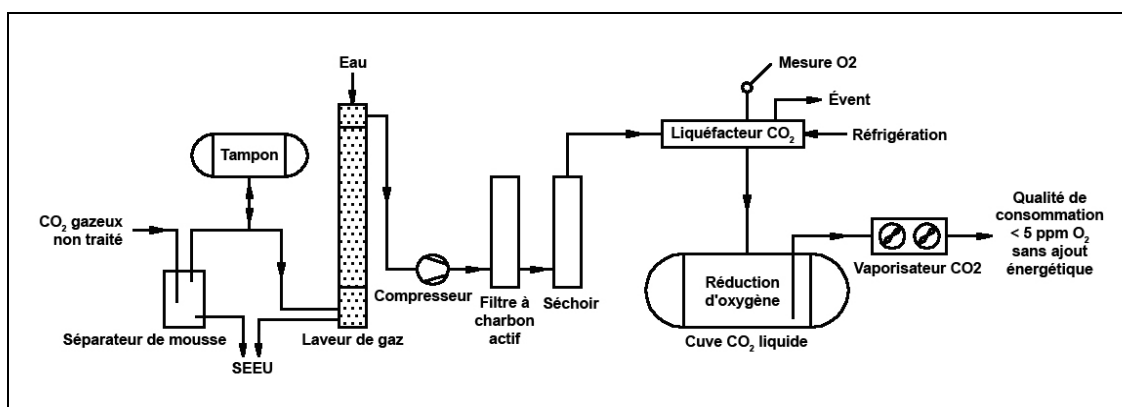 Eau
Mesure O2
Évent
Liquéfacteur CO₂
Réfrigération
Tampon
CO₂ gazeux
non traité
Qualité de
consommation
< 5 ppm O₂
sans ajout
énergétique
Compresseur
Vaporisateur CO2
Réduction
d'oxygène
Filtre à
charbon
actif
Séchoir
Séparateur de mousse
Laveur de gaz
Cuve CO₂ liquide
SEEU